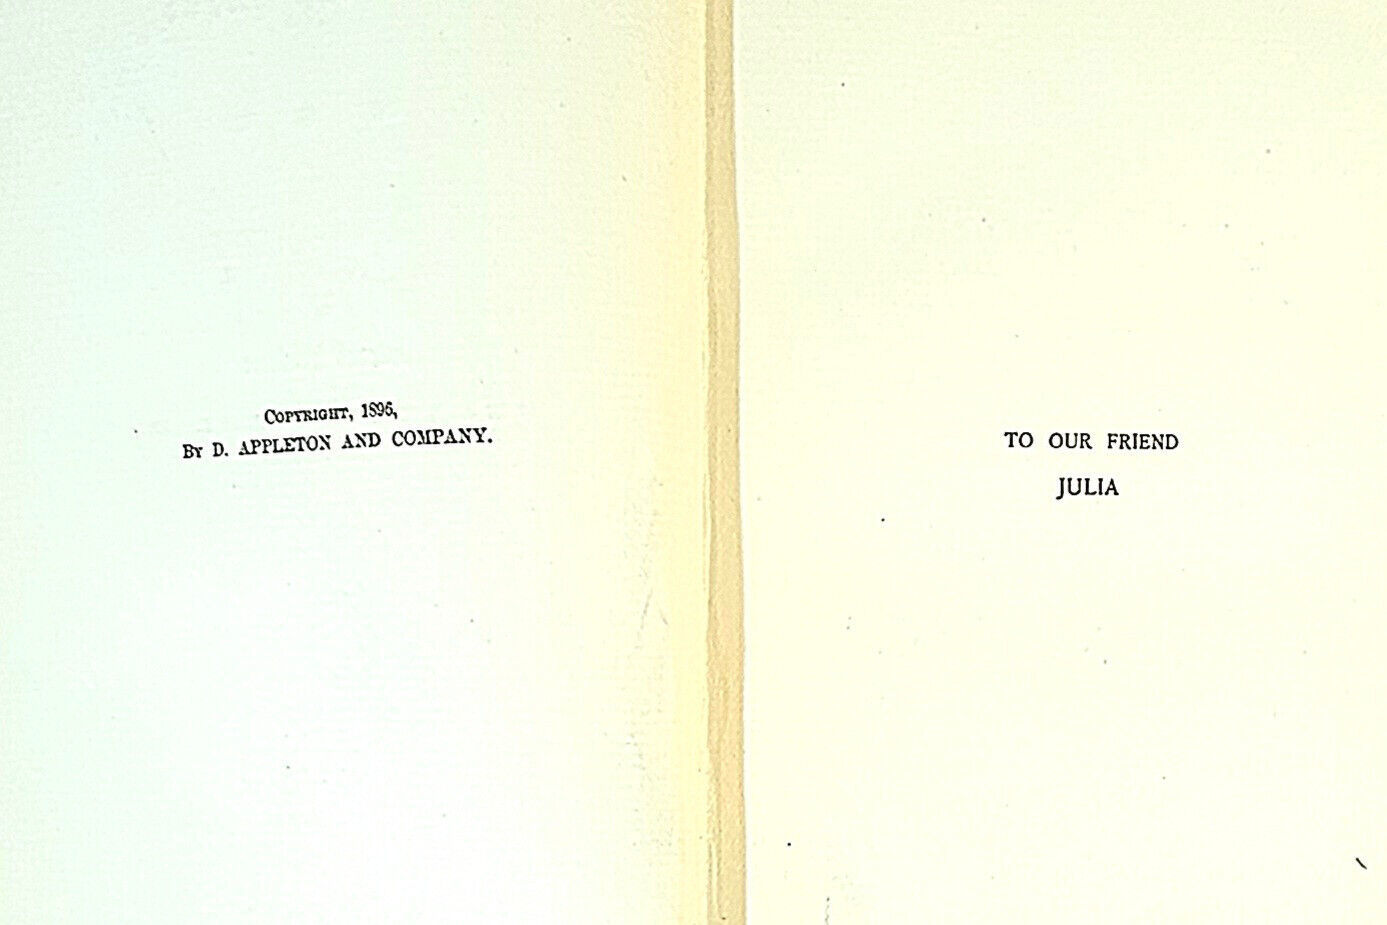 COPYRIGHT, 1896,
BY D. APPLETON AND COMPANY.
TO OUR FRIEND
JULIA